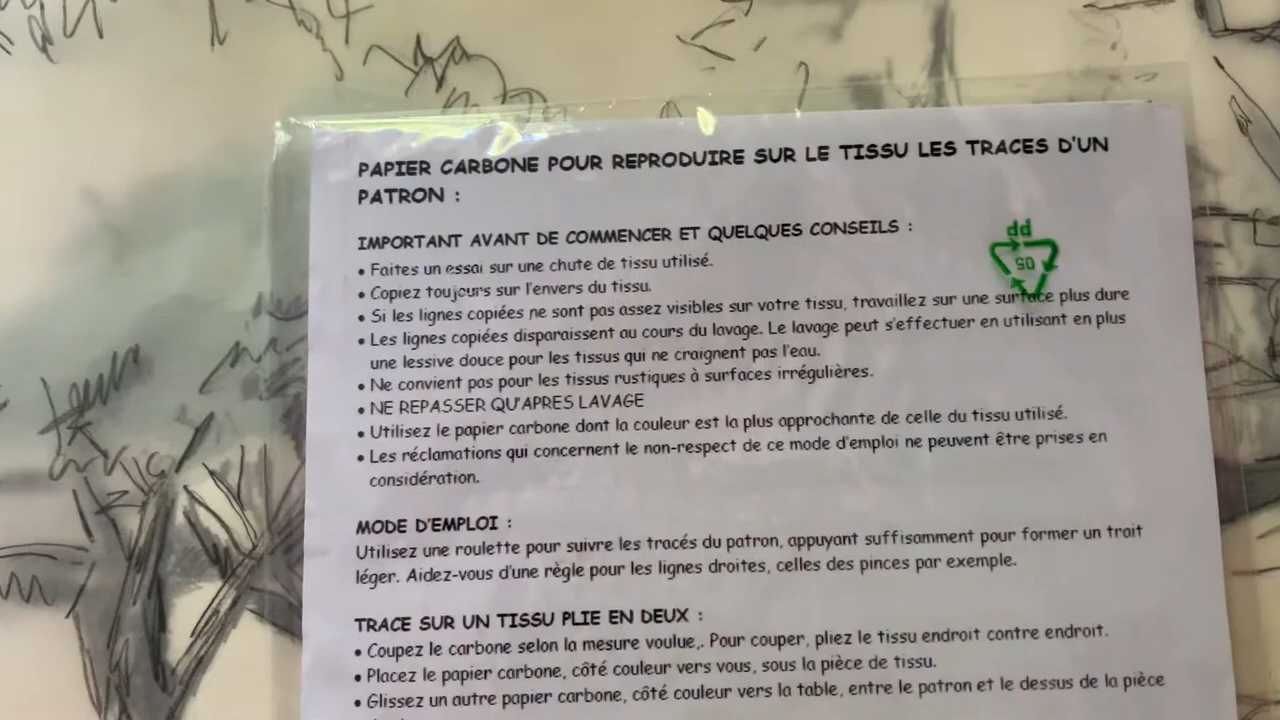 PAPIER CARBONE POUR REPRODUIRE SUR LE TISSU LES TRACES D'UN
PATRON :
IMPORTANT AVANT DE COMMENCER ET QUELQUES CONSEILS :
• Faites un essai sur une chute de tissu utilisé.
• Copiez toujours sur l'envers du tissu.
• Si les lignes copiées ne sont pas assez visibles sur votre tissu, travaillez sur une surface plus dure
• Les lignes copiées disparaissent au cours du lavage. Le lavage peut s'effectuer en utilisant en plus
une lessive douce pour les tissus qui ne craignent pas l'eau.
• Ne convient pas pour les tissus rustiques à surfaces irrégulières.
• NE REPASSER QU'APRES LAVAGE
• Utilisez le papier carbone dont la couleur est la plus approchante de celle du tissu utilisé.
• Les réclamations qui concernent le non-respect de ce mode d'emploi ne peuvent être prises en
considération.
MODE D'EMPLOI :
Utilisez une roulette pour suivre les tracés du patron, appuyant suffisamment pour former un trait
léger. Aidez-vous d'une règle pour les lignes droites, celles des pinces par exemple.
TRACE SUR UN TISSU PLIE EN DEUX :
• Coupez le carbone selon la mesure voulue,. Pour couper, pliez le tissu endroit contre endroit.
• Placez le papier carbone, côté couleur vers vous, sous la pièce de tissu.
• Glissez un autre papier carbone, côté couleur vers la table, entre le patron et le dessus de la pièce
PP
05